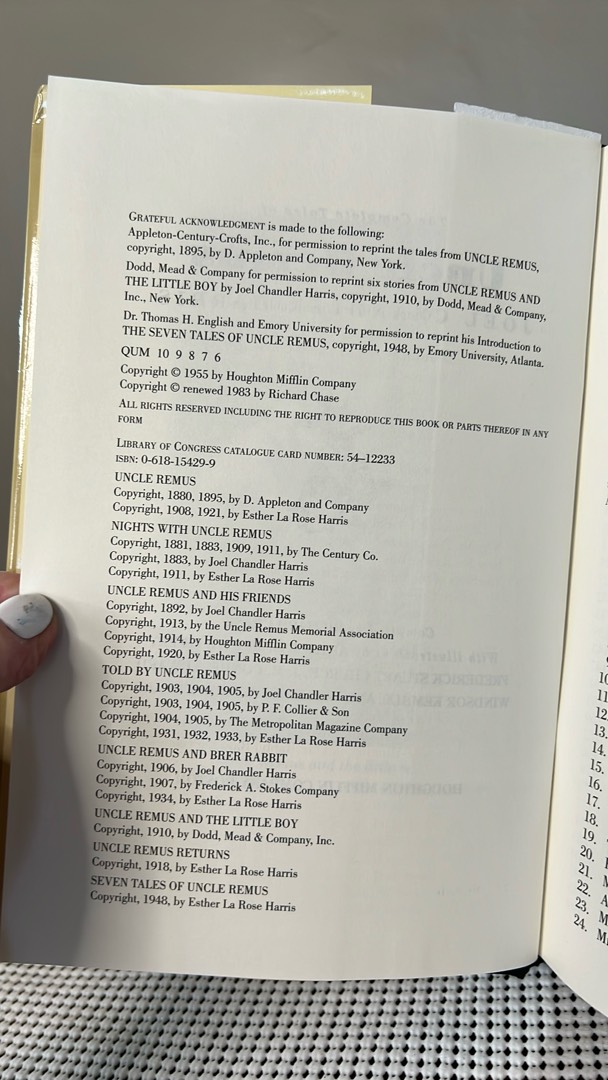 GRATEFUL ACKNOWLEDGMENT is made to the following:
Appleton-Century-Crofts, Inc., for permission to reprint the tales from UNCLE REMUS,
copyright, 1895, by D. Appleton and Company, New York.
Dodd, Mead & Company for permission to reprint six stories from UNCLE REMUS AND
THE LITTLE BOY by Joel Chandler Harris, copyright, 1910, by Dodd, Mead & Company,
Inc., New York.
Dr. Thomas H. English and Emory University for permission to reprint his Introduction to
THE SEVEN TALES OF UNCLE REMUS, copyright, 1948, by Emory University, Atlanta.
QUM 10 9 8 7 6
Copyright © 1955 by Houghton Mifflin Company
Copyright © renewed 1983 by Richard Chase
ALL RIGHTS RESERVED INCLUDING THE RIGHT TO REPRODUCE THIS BOOK OR PARTS THEREOF IN ANY
FORM
LIBRARY OF CONGRESS CATALOGUE CARD NUMBER: 54–12233
ISBN: 0-618-15429-9
UNCLE REMUS
Copyright, 1880, 1895, by D. Appleton and Company
Copyright, 1908, 1921, by Esther La Rose Harris
NIGHTS WITH UNCLE REMUS
Copyright, 1881, 1883, 1909, 1911, by The Century Co.
Copyright, 1883, by Joel Chandler Harris
Copyright, 1911, by Esther La Rose Harris
UNCLE REMUS AND HIS FRIENDS
Copyright, 1892, by Joel Chandler Harris
Copyright, 1913, by the Uncle Remus Memorial Association
Copyright, 1914, by Houghton Mifflin Company
Copyright, 1920, by Esther La Rose Harris
TOLD BY UNCLE REMUS
Copyright, 1903, 1904, 1905, by Joel Chandler Harris
Copyright, 1903, 1904, 1905, by P. F. Collier & Son
Copyright, 1904, 1905, by The Metropolitan Magazine Company
Copyright, 1931, 1932, 1933, by Esther La Rose Harris
UNCLE REMUS AND BRER RABBIT
Copyright, 1906, by Joel Chandler Harris
Copyright, 1907, by Frederick A. Stokes Company
Copyright, 1934, by Esther La Rose Harris
UNCLE REMUS AND THE LITTLE BOY
Copyright, 1910, by Dodd, Mead & Company, Inc.
UNCLE REMUS RETURNS
Copyright, 1918, by Esther La Rose Harris
SEVEN TALES OF UNCLE REMUS
Copyright, 1948, by Esther La Rose Harris
10
11
12.
13.
14.
15.
16.
17.
18.
19.
20.
21.
22.
23.
24.